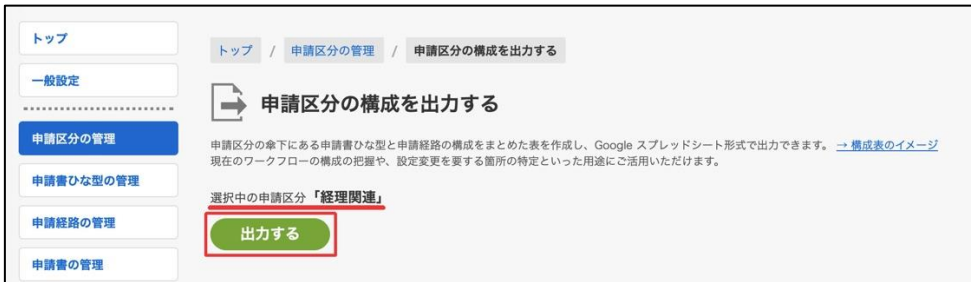 トップ
一般設定
申請区分の管理
申請書ひな型の管理
申請経路の管理
申請書の管理
トップ / 申請区分の管理 / 申請区分の構成を出力する
申請区分の構成を出力する
申請区分の傘下にある申請書ひな型と申請経路の構成をまとめた表を作成し、Google スプレッドシート形式で出力できます。 → 構成表のイメージ
現在のワークフローの構成の把握や、設定変更を要する箇所の特定といった用途にご活用いただけます。
選択中の申請区分「経理関連」
出力する